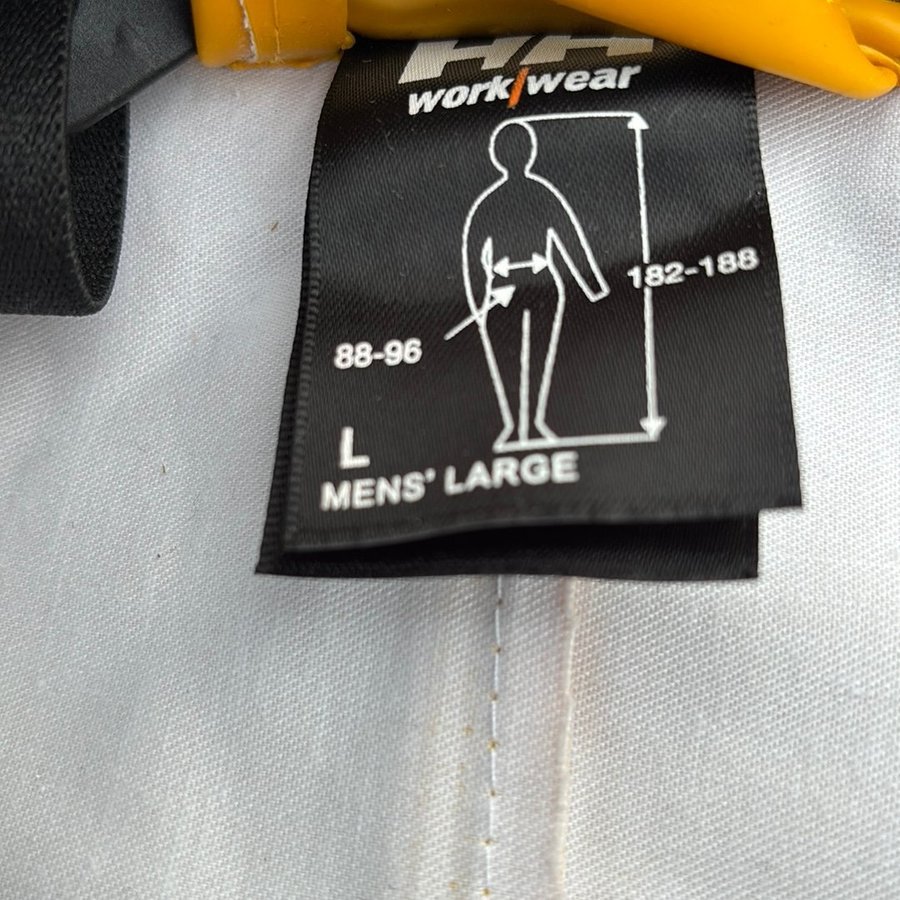 HH
work/wear
182-188
88-96
L
MENS' LARGE